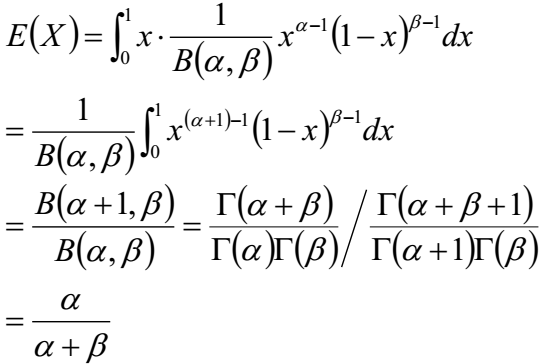 E(X) = ∫₀¹ x · 1/B(α, β) x^{α−1}(1 − x)^{β−1} dx
= 1/B(α, β) ∫₀¹ x^{(α+1)−1}(1 − x)^{β−1} dx
= B(α + 1, β)/B(α, β) = Γ(α + β)/Γ(α)Γ(β) / Γ(α + β + 1)/Γ(α + 1)Γ(β)
= α/α + β